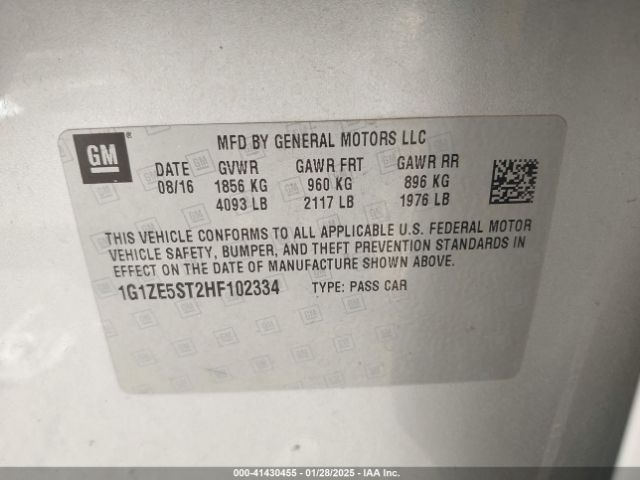 GM ®
MFD BY GENERAL MOTORS LLC
DATE GVWR GAWR FRT GAWR RR
08/16 1856 KG 960 KG 896 KG
4093 LB 2117 LB 1976 LB
THIS VEHICLE CONFORMS TO ALL APPLICABLE U.S. FEDERAL MOTOR
VEHICLE SAFETY, BUMPER, AND THEFT PREVENTION STANDARDS IN
EFFECT ON THE DATE OF MANUFACTURE SHOWN ABOVE.
1G1ZE5ST2HF102334 TYPE: PASS CAR
000-41430455 - 01/28/2025 - IAA Inc.